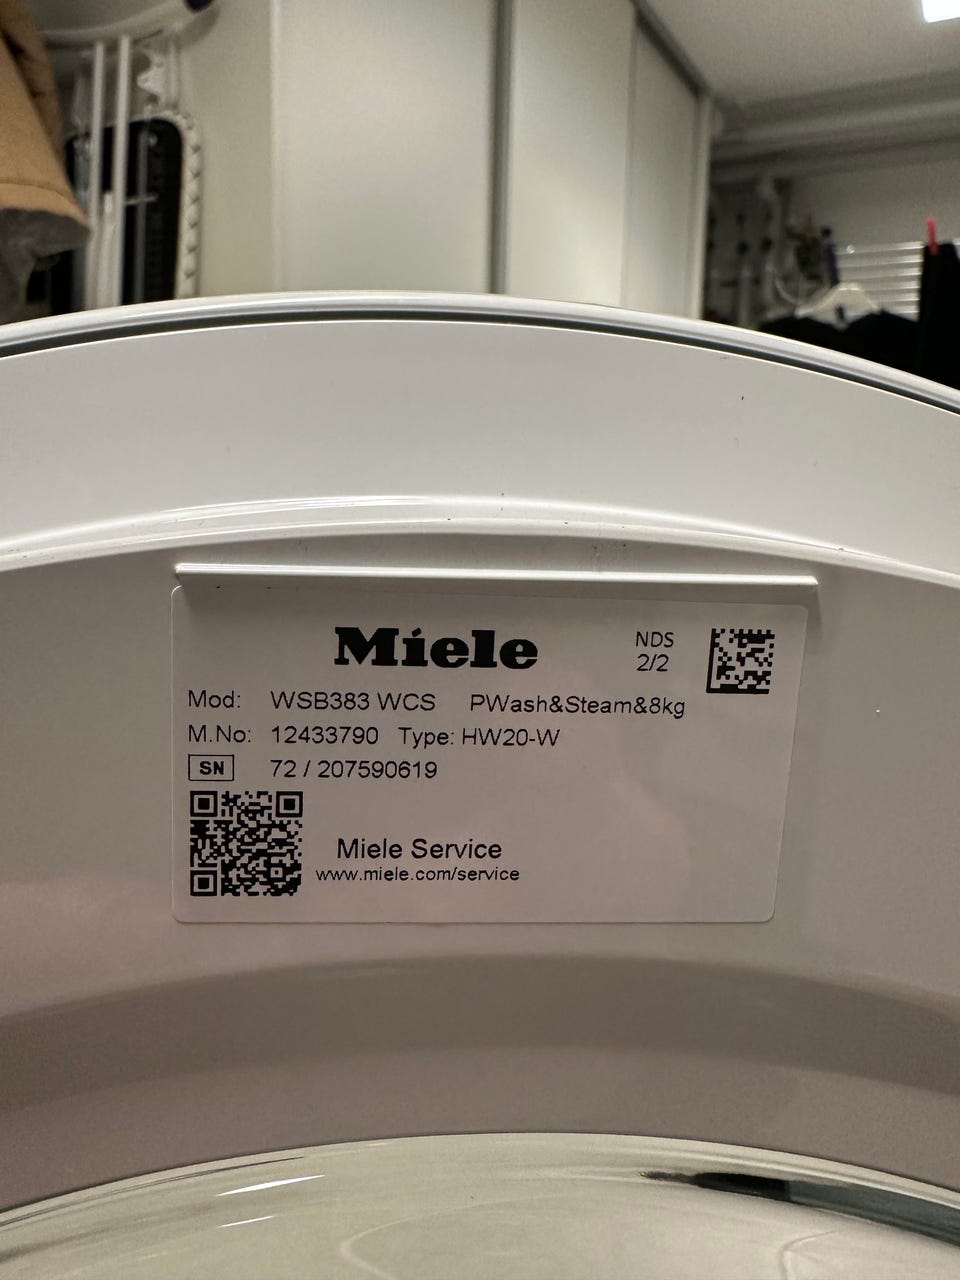 Miele
NDS
2/2
Mod: WSB383 WCS PWash&Steam&8kg
M.No: 12433790 Type: HW20-W
SN 72 / 207590619
Miele Service
www.miele.com/service